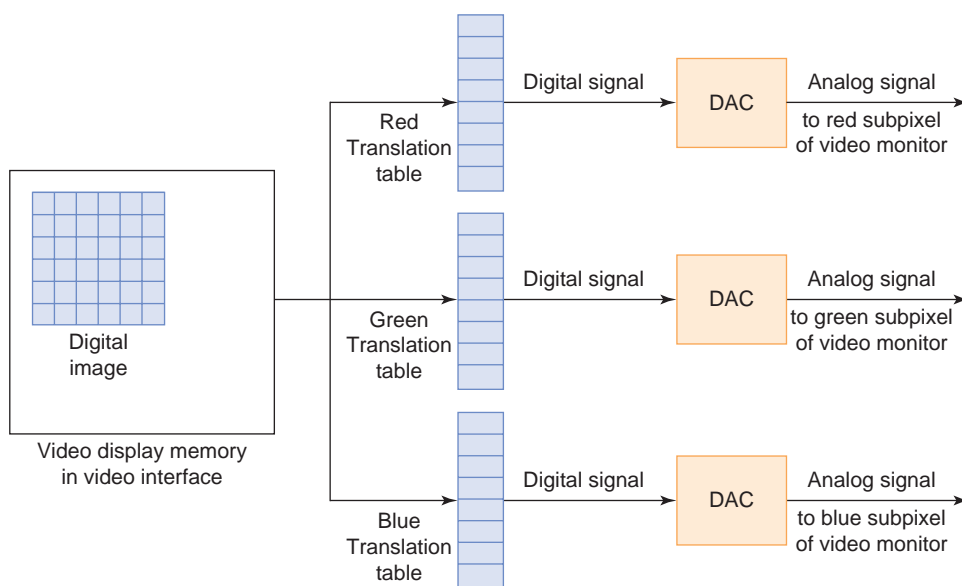 Digital signal
DAC
Analog signal
to red subpixel
of video monitor
Red
Translation
table
Digital
image
Video display memory
in video interface
Digital signal
DAC
Analog signal
to green subpixel
of video monitor
Green
Translation
table
Digital signal
DAC
Analog signal
to blue subpixel
of video monitor
Blue
Translation
table